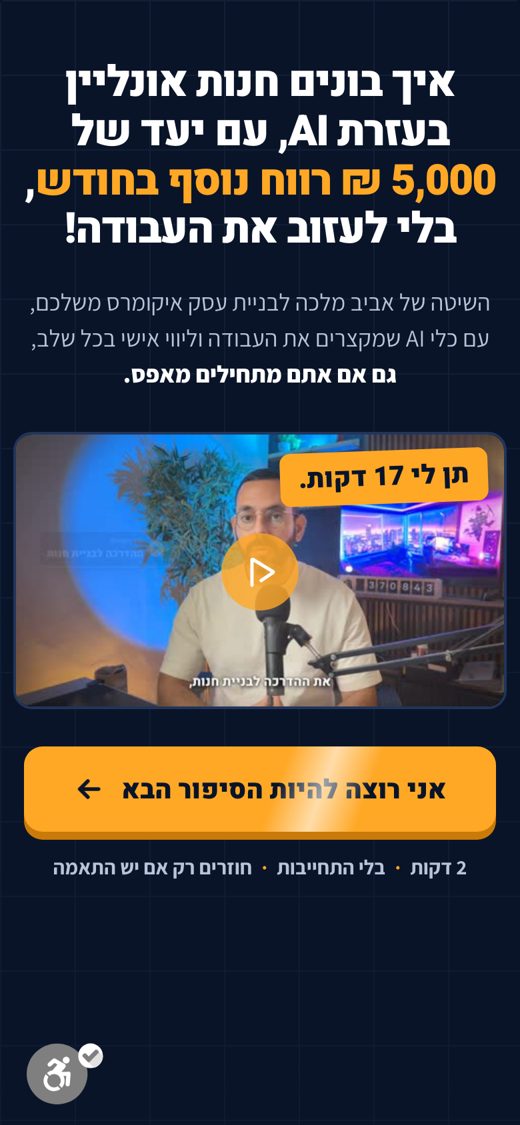 איך בונים חנות אונליין
בעזרת AI, עם יעד של
5,000 ₪ רווח נוסף בחודש,
בלי לעזוב את העבודה!
השיטה של אביב מלכה לבניית עסק איקומרס משלכם,
עם כלי AI שמקצרים את העבודה וליווי אישי בכל שלב,
גם אם אתם מתחילים מאפס.
תן לי 17 דקות.
370843
את ההדרכה לבניית חנות,
אני רוצה להיות הסיפור הבא ←
2 דקות · בלי התחייבות · חוזרים רק אם יש התאמה